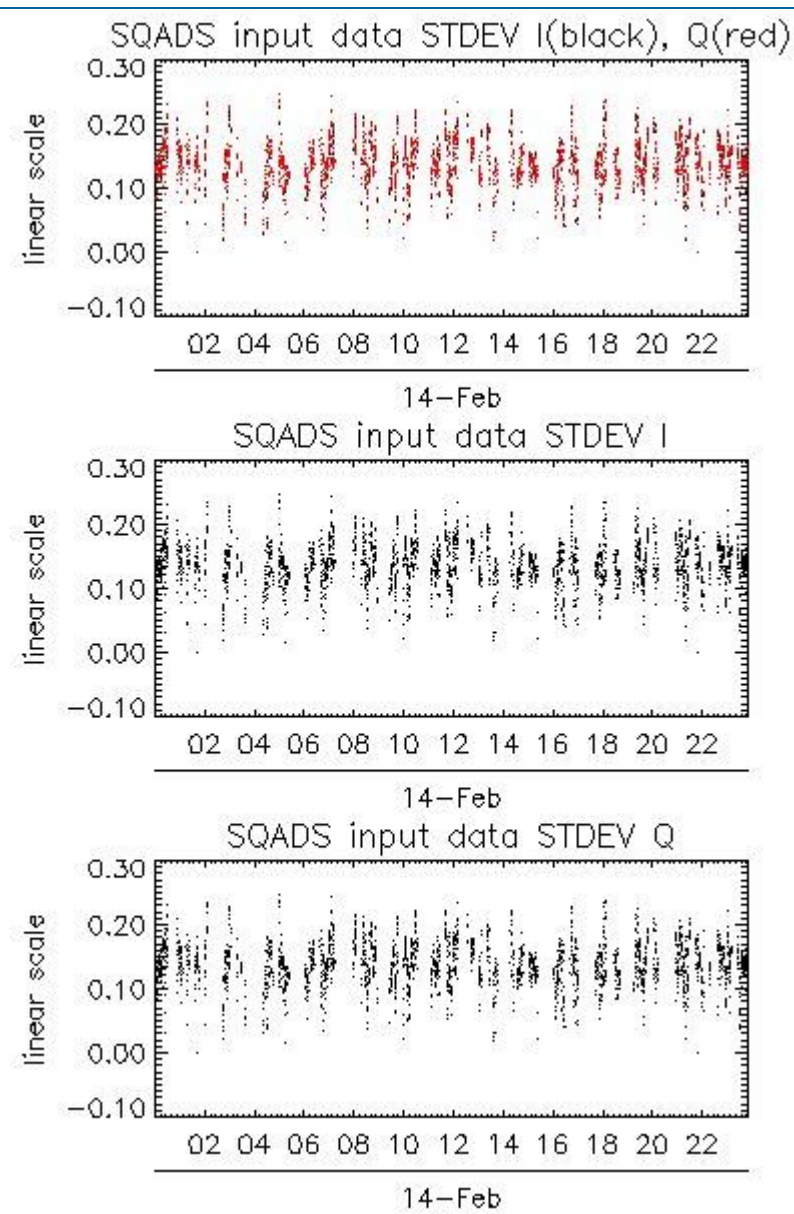 SQADS input data STDEV I(black), Q(red)
0.30
0.20
0.10
0.00
−0.10
linear scale
02 04 06 08 10 12 14 16 18 20 22
14−Feb
SQADS input data STDEV I
0.30
0.20
0.10
0.00
−0.10
linear scale
02 04 06 08 10 12 14 16 18 20 22
14−Feb
SQADS input data STDEV Q
0.30
0.20
0.10
0.00
−0.10
linear scale
02 04 06 08 10 12 14 16 18 20 22
14−Feb